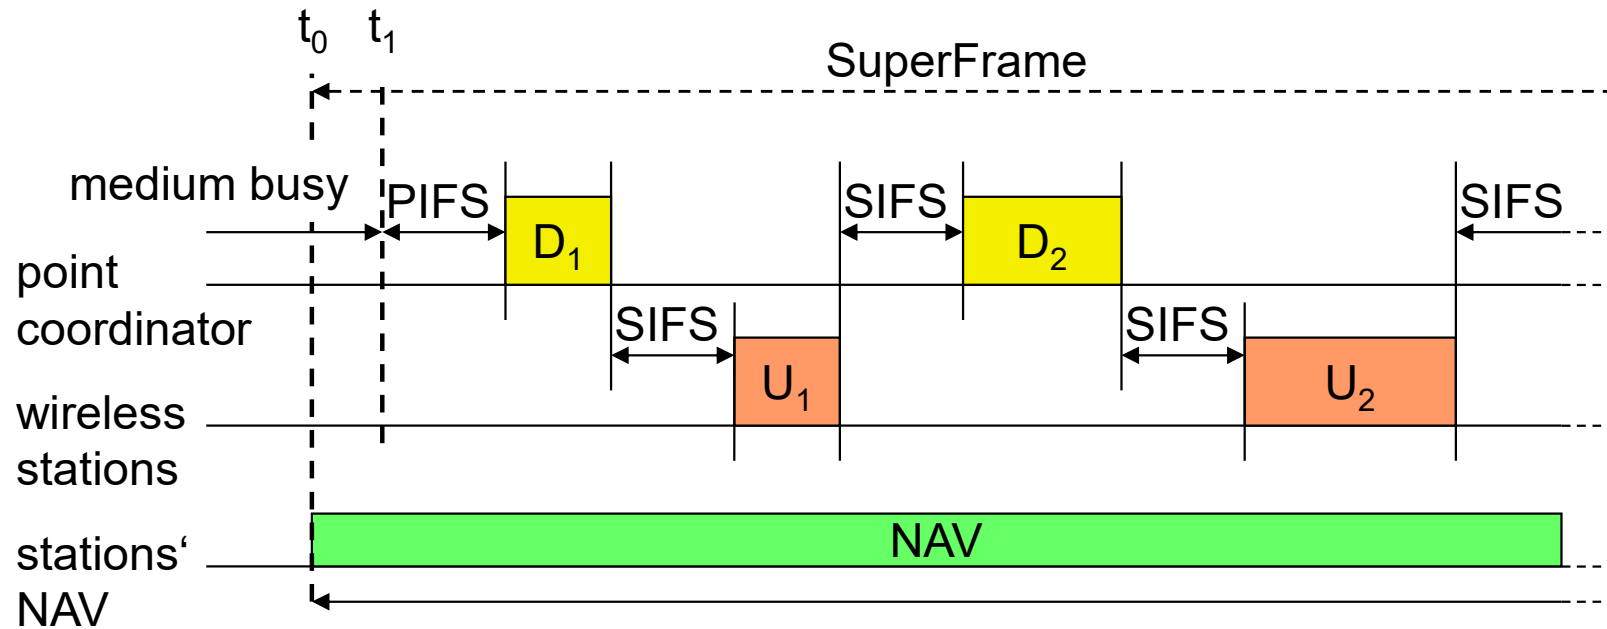 t₀ t₁
SuperFrame
medium busy
PIFS
SIFS
SIFS
D₁
D₂
point
coordinator
SIFS
SIFS
U₁
U₂
wireless
stations
NAV
stations‘
NAV